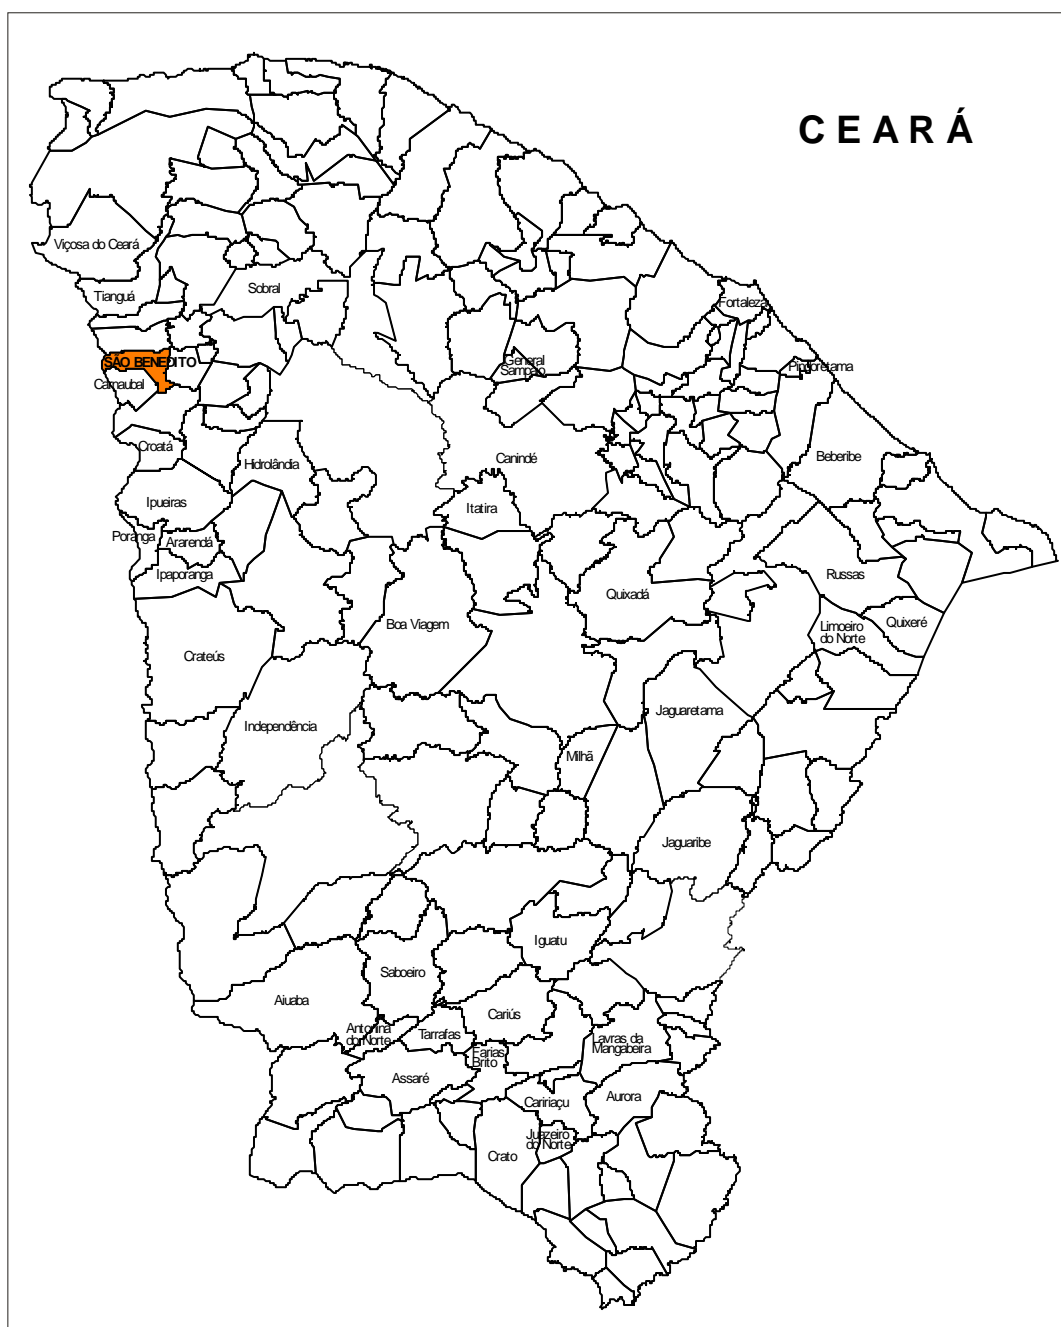 CEARÁ
Viçosa do Ceará
Tianguá
Sobral
Fortaleza
SÃO BENEDITO
General
Sampaio
Carnaubal
Croatá
Hidrolândia
Canindé
Beberibe
Ipueiras
Itatira
Poranga
Ararendá
Ipaporanga
Russas
Quixadá
Boa Viagem
Limoeiro
do Norte
Quixeré
Crateús
Independência
Jaguaretama
Milhã
Jaguaribe
Iguatu
Saboeiro
Aiuaba
Cariús
Antonina
do Norte
Tarrafas
Lavras da
Mangabeira
Farias
Brito
Assaré
Caririaçu
Aurora
Juazeiro
do Norte
Crato